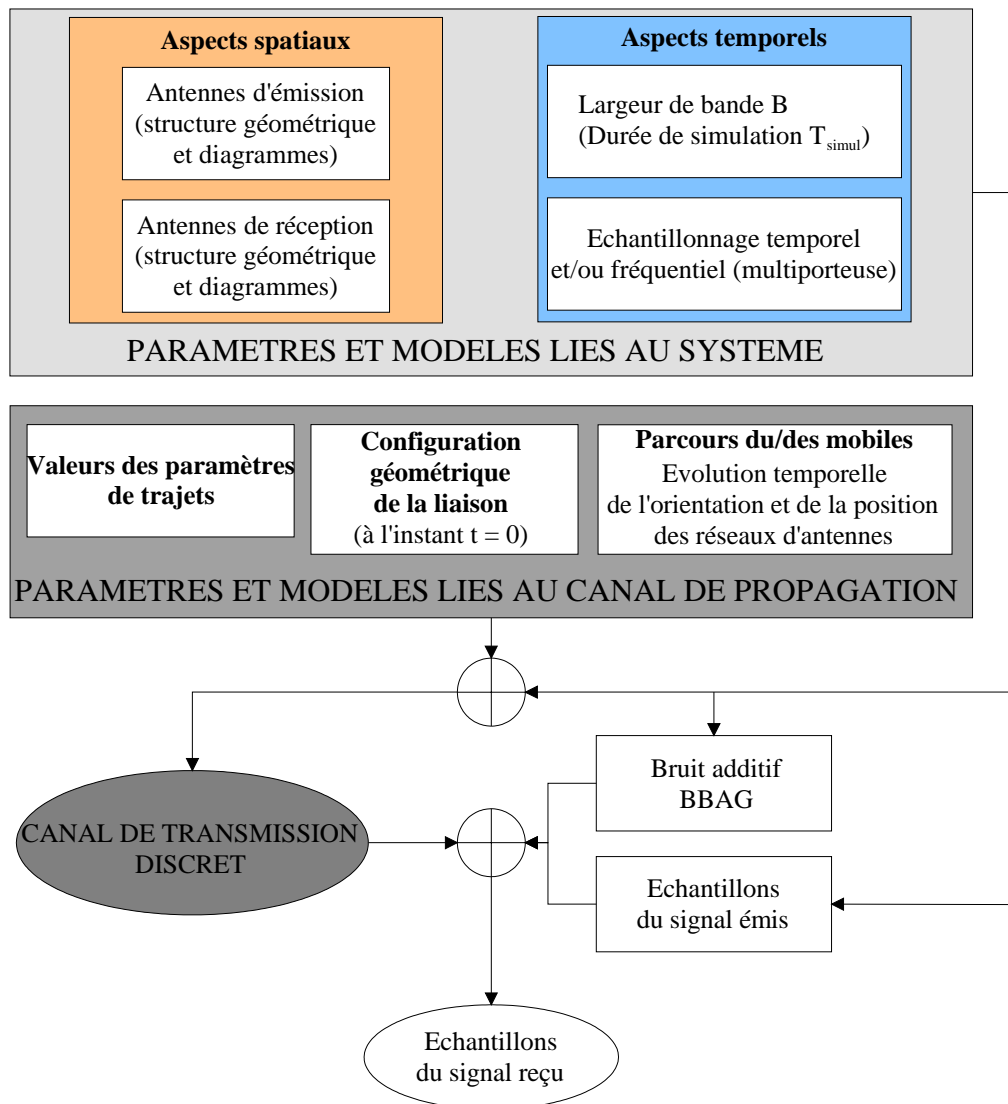 Aspects spatiaux
Antennes d'émission
(structure géométrique
et diagrammes)
Antennes de réception
(structure géométrique
et diagrammes)
Aspects temporels
Largeur de bande B
(Durée de simulation Tsimul)
Echantillonnage temporel
et/ou fréquentiel (multiporteuse)
PARAMETRES ET MODELES LIES AU SYSTEME
Valeurs des paramètres
de trajets
Configuration
géométrique
de la liaison
(à l'instant t = 0)
Parcours du/des mobiles
Evolution temporelle
de l'orientation et de la position
des réseaux d'antennes
PARAMETRES ET MODELES LIES AU CANAL DE PROPAGATION
Bruit additif
BBAG
CANAL DE TRANSMISSION
DISCRET
Echantillons
du signal émis
Echantillons
du signal reçu